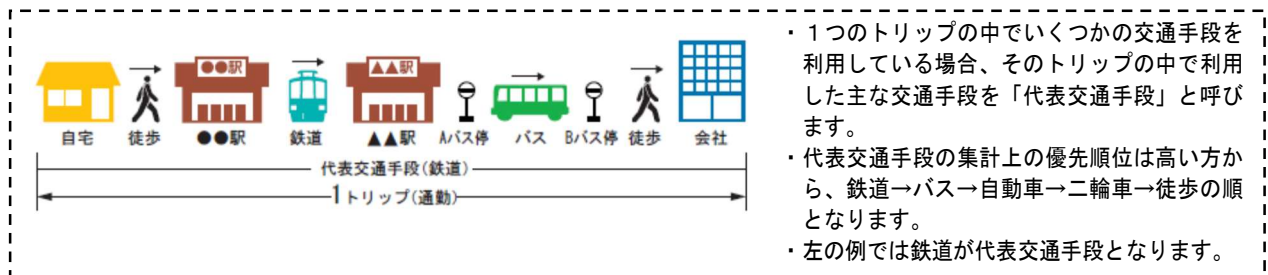 ●●駅
▲▲駅
自宅 徒歩 ●●駅 鉄道 ▲▲駅 Aバス停 バス Bバス停 徒歩 会社
代表交通手段(鉄道)
1トリップ(通勤)
・１つのトリップの中でいくつかの交通手段を
利用している場合、そのトリップの中で利用
した主な交通手段を「代表交通手段」と呼び
ます。
・代表交通手段の集計上の優先順位は高い方か
ら、鉄道→バス→自動車→二輪車→徒歩の順
となります。
・左の例では鉄道が代表交通手段となります。